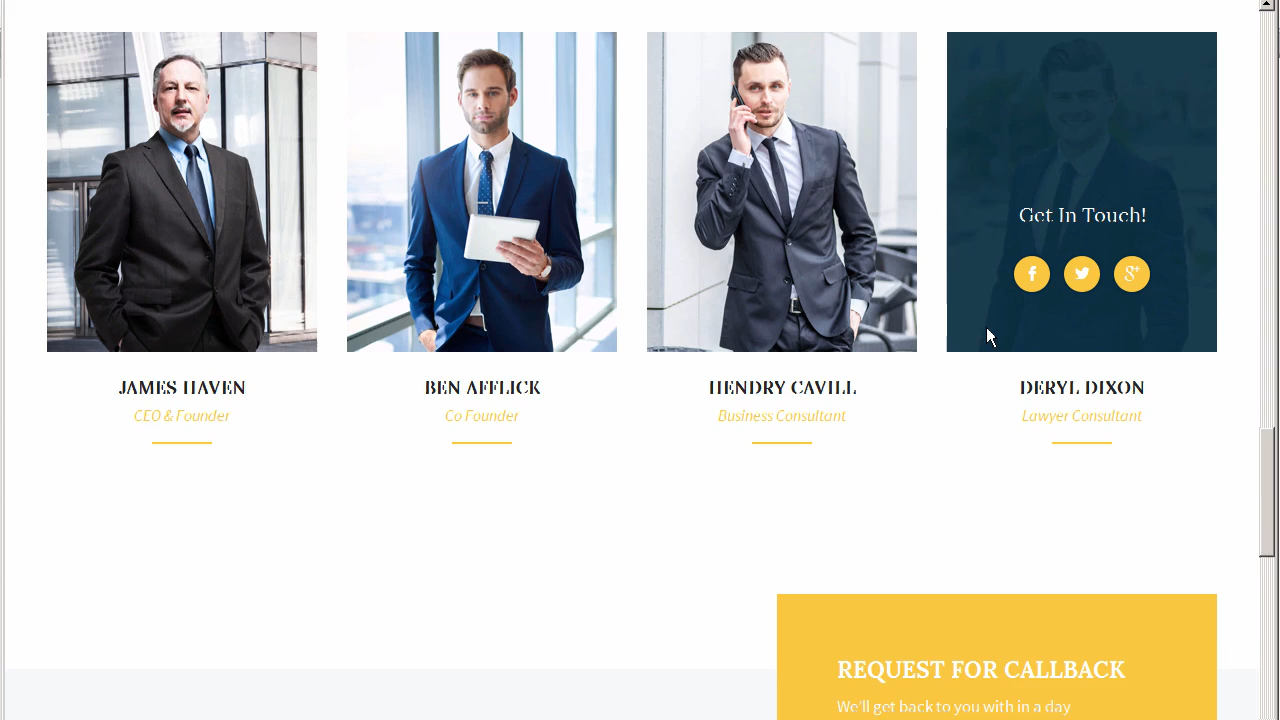 Get In Touch!
JAMES HAVEN
CEO & Founder
BEN AFFLICK
Co Founder
HENDRY CAVILL
Business Consultant
DERYL DIXON
Lawyer Consultant
REQUEST FOR CALLBACK
We'll get back to you with in a day